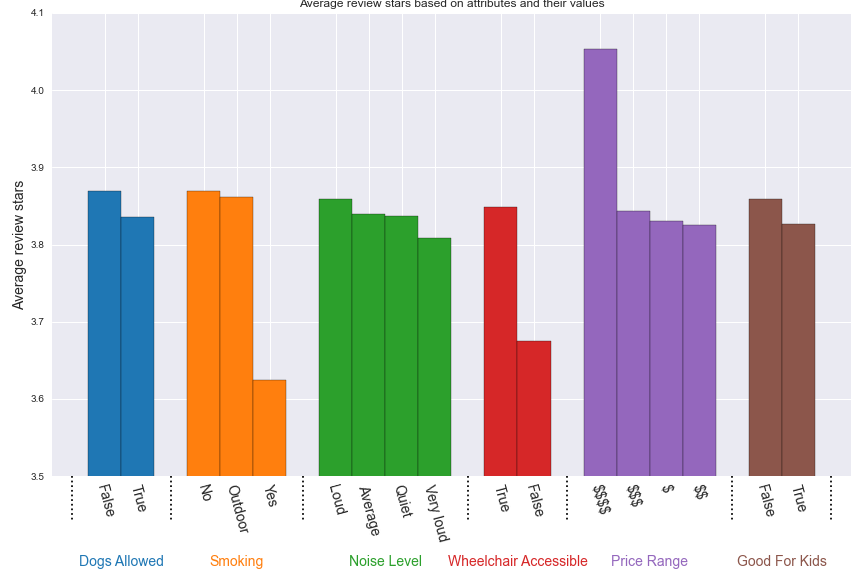 Average review stars based on attributes and their values
4.1
4.0
3.9
3.8
3.7
3.6
3.5
Average review stars
False
True
No
Outdoor
Yes
Loud
Average
Quiet
Very loud
True
False
$$$$
$$$
$
$$
False
True
Dogs Allowed
Smoking
Noise Level
Wheelchair Accessible
Price Range
Good For Kids